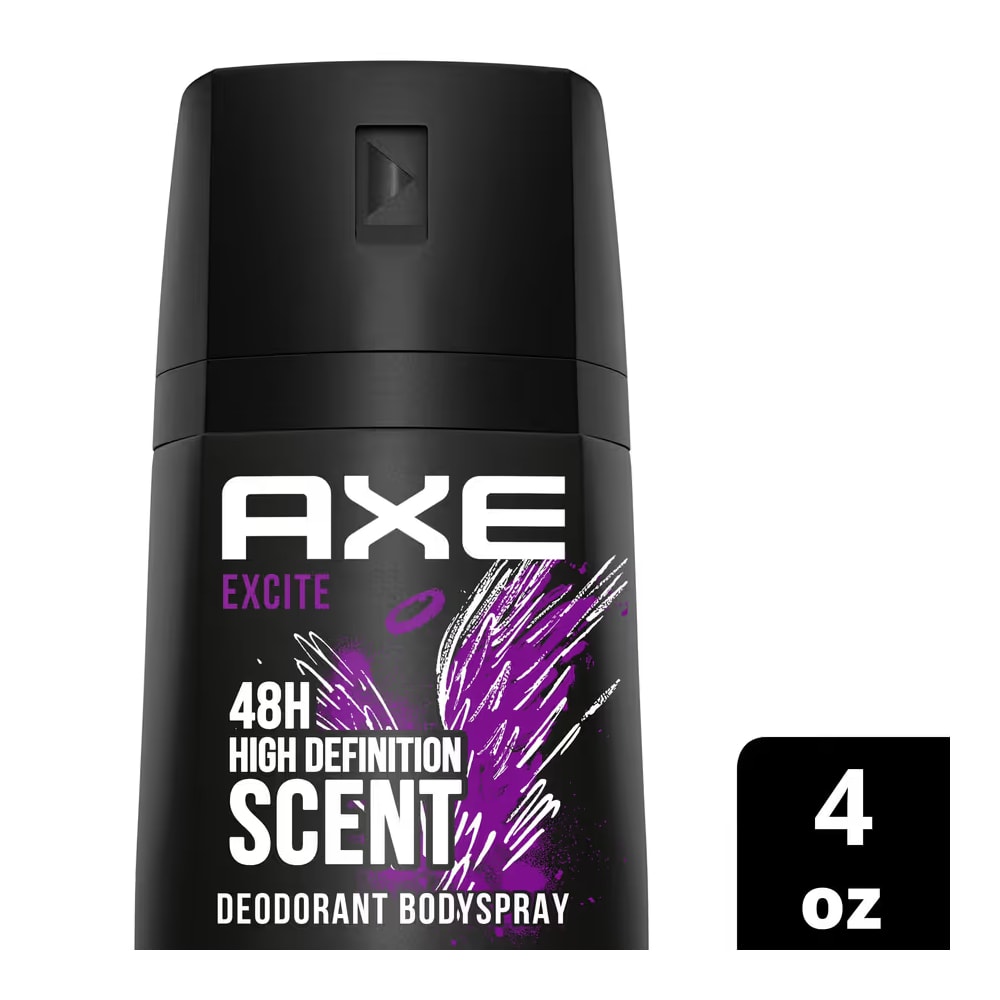 AXE
EXCITE
48H
HIGH DEFINITION
SCENT
DEODORANT BODYSPRAY
4
oz